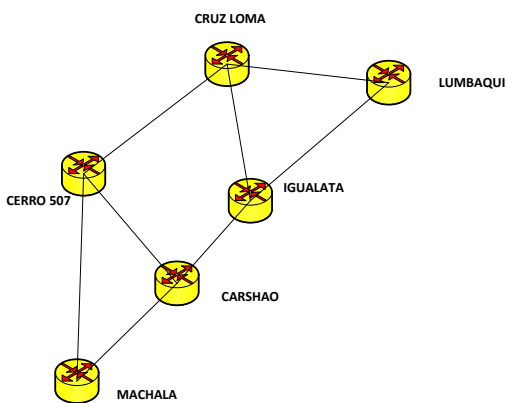 CRUZ LOMA
LUMBAQUI
IGUALATA
CERRO 507
CARSHAO
MACHALA